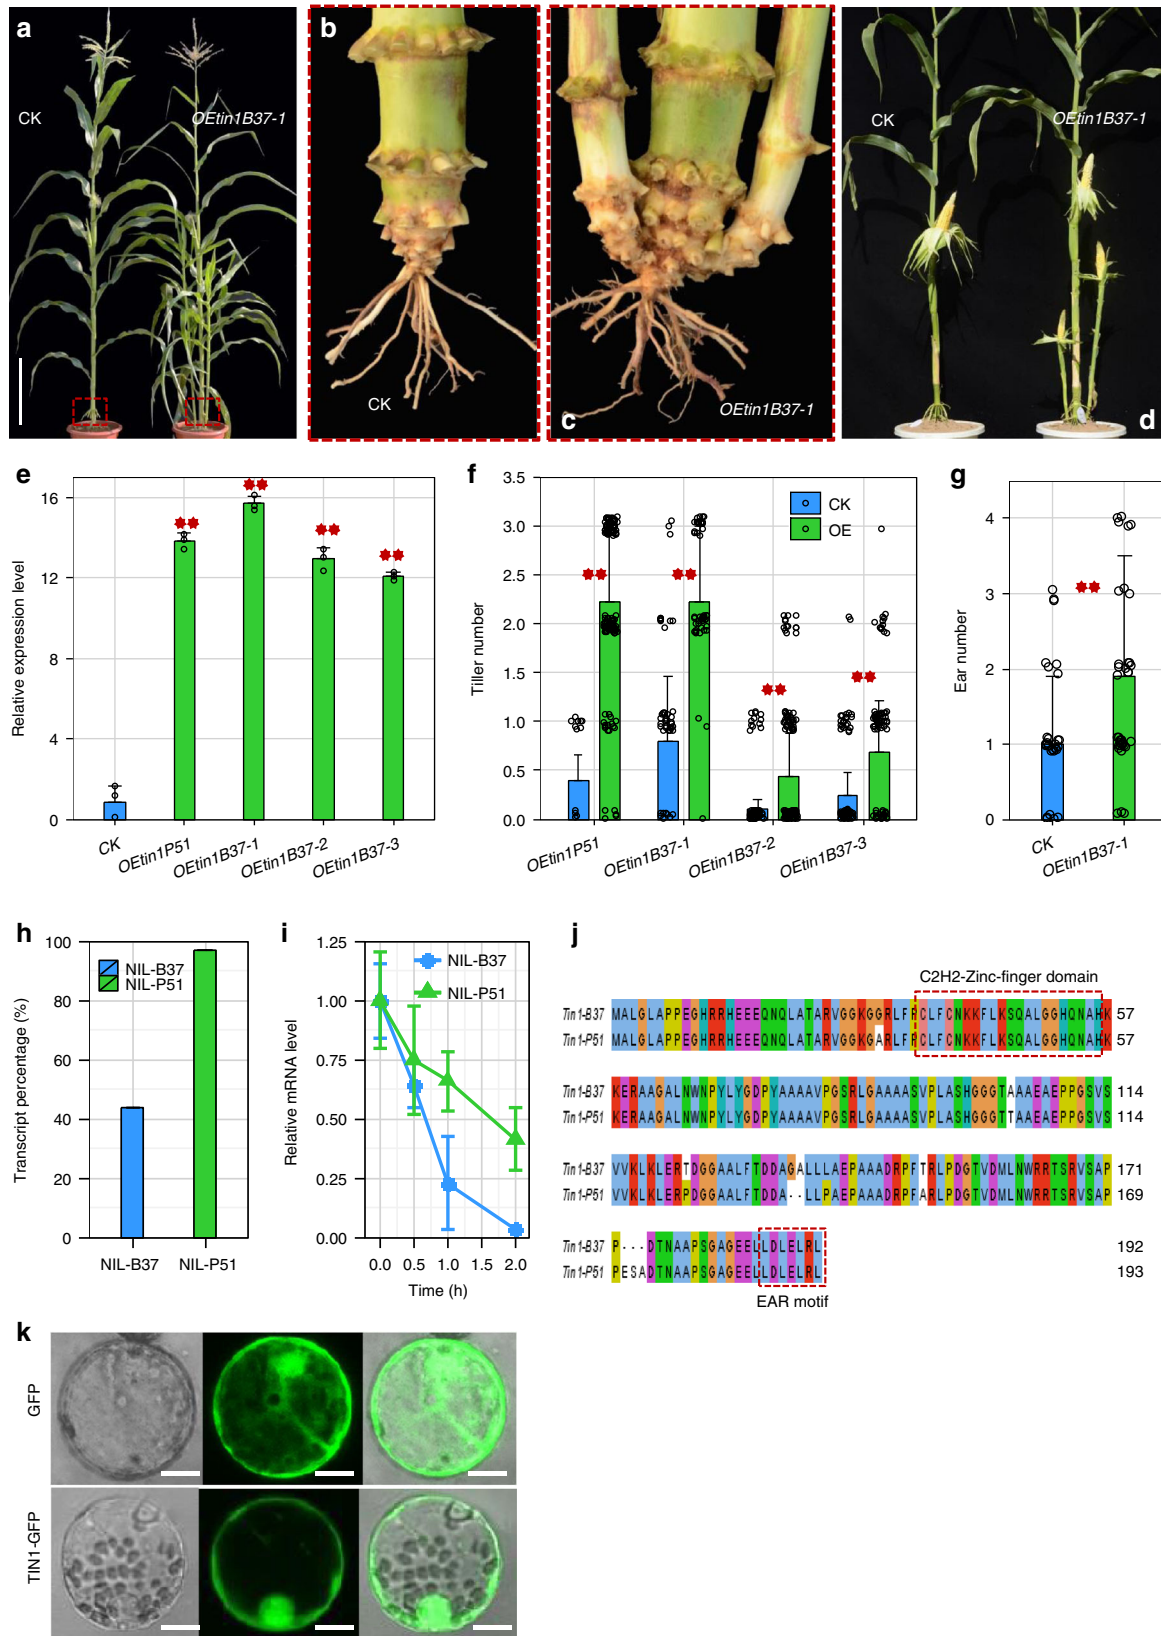 a
CK
OEtin1B37-1
b
CK
c
OEtin1B37-1
CK
OEtin1B37-1
d
e
Relative expression level
16
12
8
4
0
CK
OEtin1P51
OEtin1B37-1
OEtin1B37-2
OEtin1B37-3
f
Tiller number
3.5
3.0
2.5
2.0
1.5
1.0
0.5
0.0
CK
OE
OEtin1P51
OEtin1B37-1
OEtin1B37-2
OEtin1B37-3
g
Ear number
4
3
2
1
0
CK
OEtin1B37-1
h
Transcript percentage (%)
100
80
60
40
20
0
NIL-B37
NIL-P51
NIL-B37
NIL-P51
i
Relative mRNA level
1.25
1.00
0.75
0.50
0.25
0.00
NIL-B37
NIL-P51
0.0 0.5 1.0 1.5 2.0
Time (h)
j
C2H2-Zinc-finger domain
Tin1-B37 MALGLAPPEGHRRHEEEQNQLATARVGGKGGRLFPCLFCNKKFLKSQALGGHQNAHK 57
Tin1-P51 MALGLAPPEGHRRHEEEQNQLATARVGGKGARLFPCLFCNKKFLKSQALGGHQNAHK 57
Tin1-B37 KERAAGALNWNPYLYGDPYAAAAVPGSRLGAAAASVPLASHGGGTAAAEAEPPGSVS 114
Tin1-P51 KERAAGALNWNPYLYGDPYAAAAVPGSRLGAAAASVPLASHGGGTTAAEAEPPGSVS 114
Tin1-B37 VVKLKLERTDGGAALFTDDAGALLLAEPAAADRPFTRLPDGTVDMLNWRRTSRVSAP 171
Tin1-P51 VVKLKLERPDGGAALFTDDA--LLPAEPAAADRPFARLPDGTVDMLNWRRTSRVSAP 169
Tin1-B37 P---DTNAAPSGAGEELLDLELRL 192
Tin1-P51 PESADTNAAPSGAGEELLDLELRL 193
EAR motif
k
GFP
TIN1-GFP